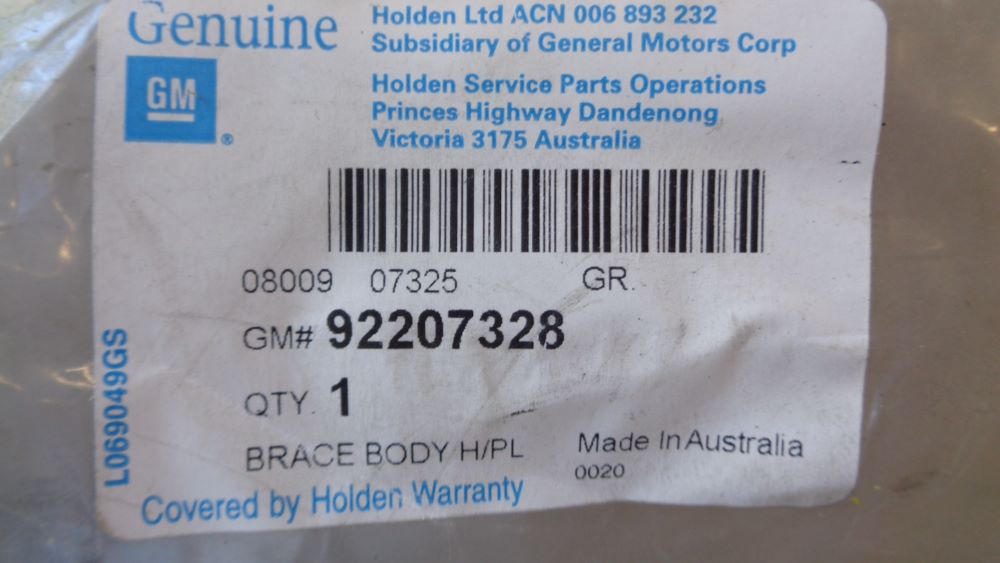 Genuine
GM
®
Holden Ltd ACN 006 893 232
Subsidiary of General Motors Corp
Holden Service Parts Operations
Princes Highway Dandenong
Victoria 3175 Australia
08009 07325 GR.
GM# 92207328
QTY. 1
BRACE BODY H/PL
Made In Australia
0020
Covered by Holden Warranty
L069049GS